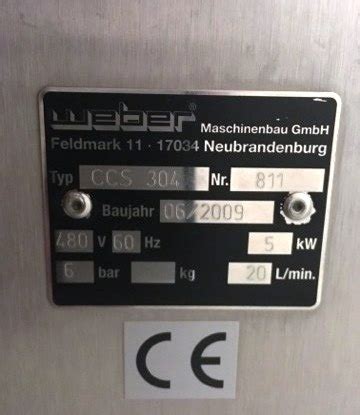 weber® Maschinenbau GmbH
Feldmark 11 · 17034 Neubrandenburg
Typ CCS 304 Nr. 811
Baujahr 06/2009
480 V 60 Hz 5 kW
6 bar kg 20 L/min.
CE